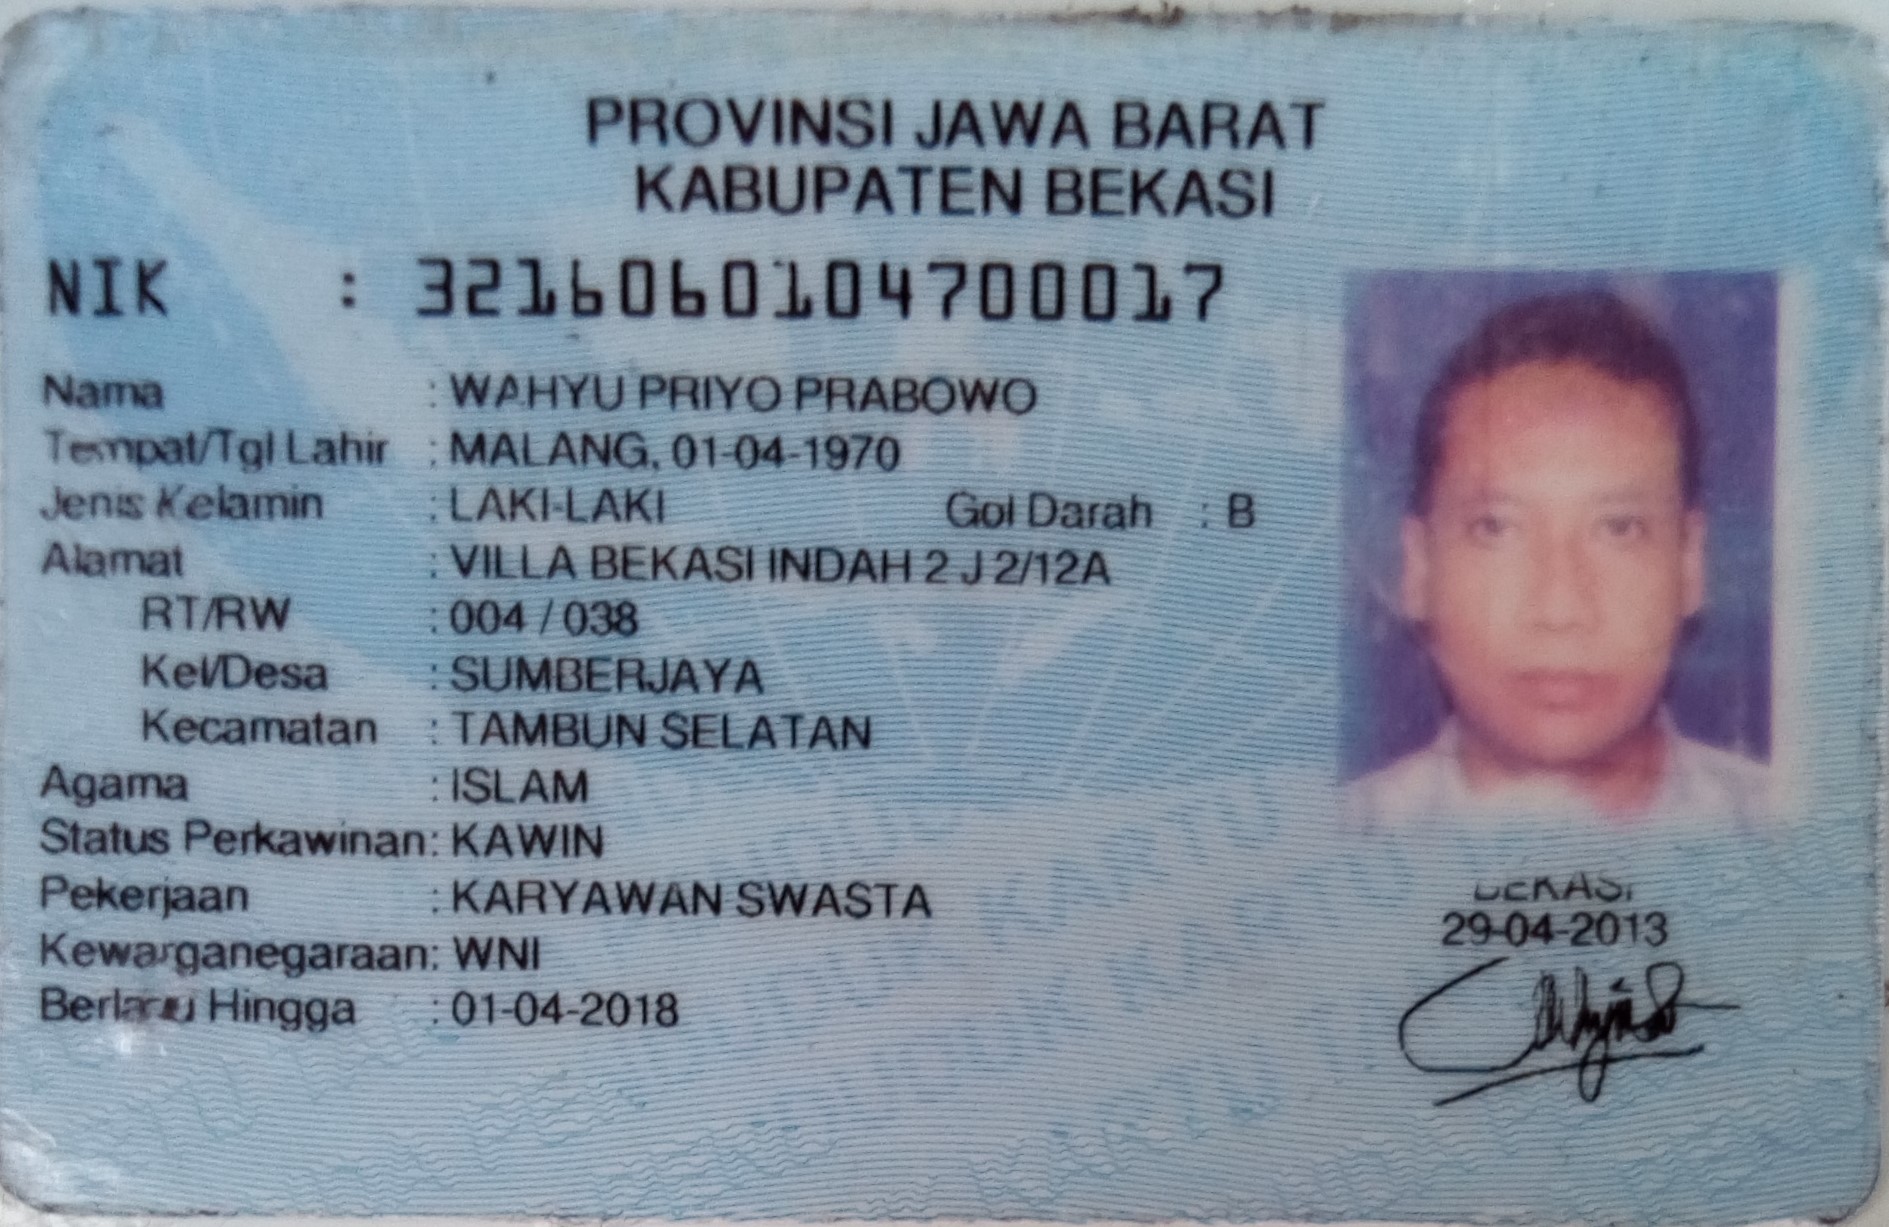 PROVINSI JAWA BARAT
KABUPATEN BEKASI
NIK : 3216060104700017
Nama : WAHYU PRIYO PRABOWO
Tempat/Tgl Lahir : MALANG, 01-04-1970
Jenis Kelamin : LAKI-LAKI Gol Darah : B
Alamat : VILLA BEKASI INDAH 2 J 2/12A
RT/RW : 004 / 038
Kel/Desa : SUMBERJAYA
Kecamatan : TAMBUN SELATAN
Agama : ISLAM
Status Perkawinan: KAWIN
Pekerjaan : KARYAWAN SWASTA
Kewarganegaraan: WNI
Berlaku Hingga : 01-04-2018
BEKASI
29-04-2013